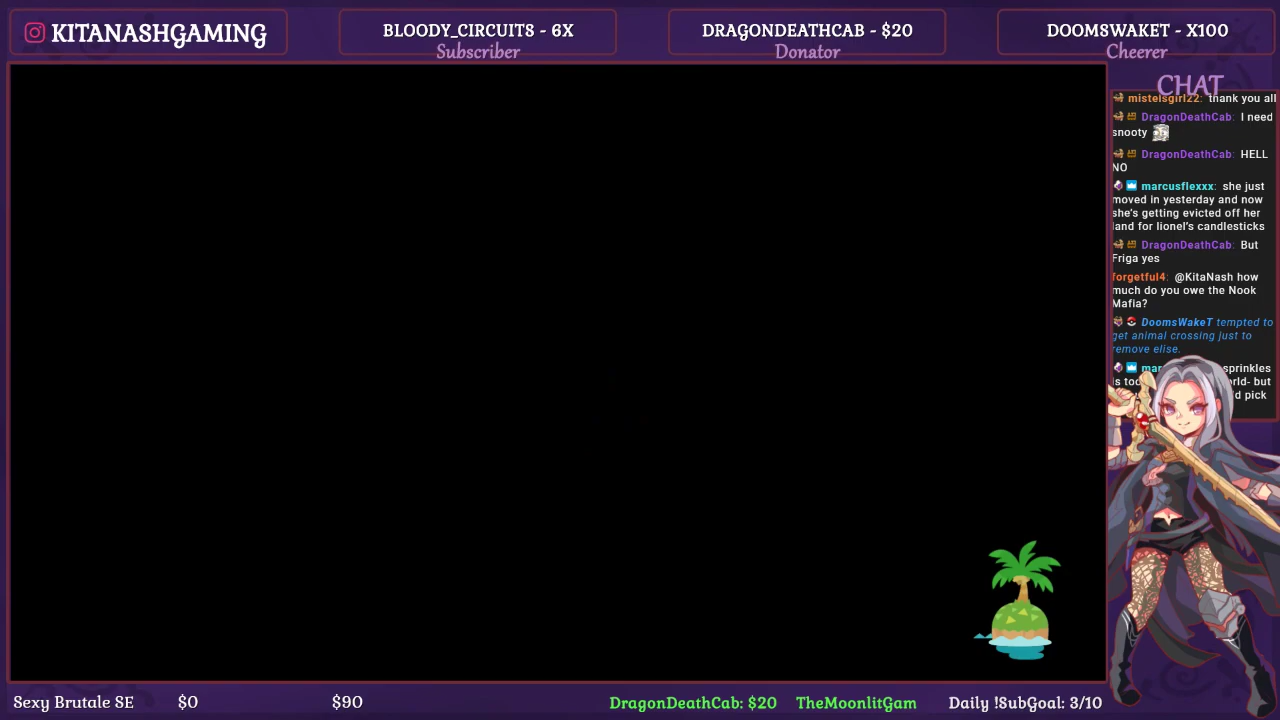 KITANASHGAMING
BLOODY_CIRCUITS - 6X
Subscriber
DRAGONDEATHCAB - $20
Donator
DOOMSWAKET - X100
Cheerer
CHAT
mistelsgirl22: thank you all
DragonDeathCab: I need
snooty
DragonDeathCab: HELL
NO
marcusflexxx: she just
moved in yesterday and now
she's getting evicted off her
land for lionel's candlesticks
DragonDeathCab: But
Friga yes
forgetful4: @KitaNash how
much do you owe the Nook
Mafia?
DoomsWakeT tempted to
get animal crossing just to
remove elise.
sprinkles
is but
pick
Sexy Brutale SE
$0
$90
DragonDeathCab: $20
TheMoonlitGam
Daily !SubGoal: 3/10